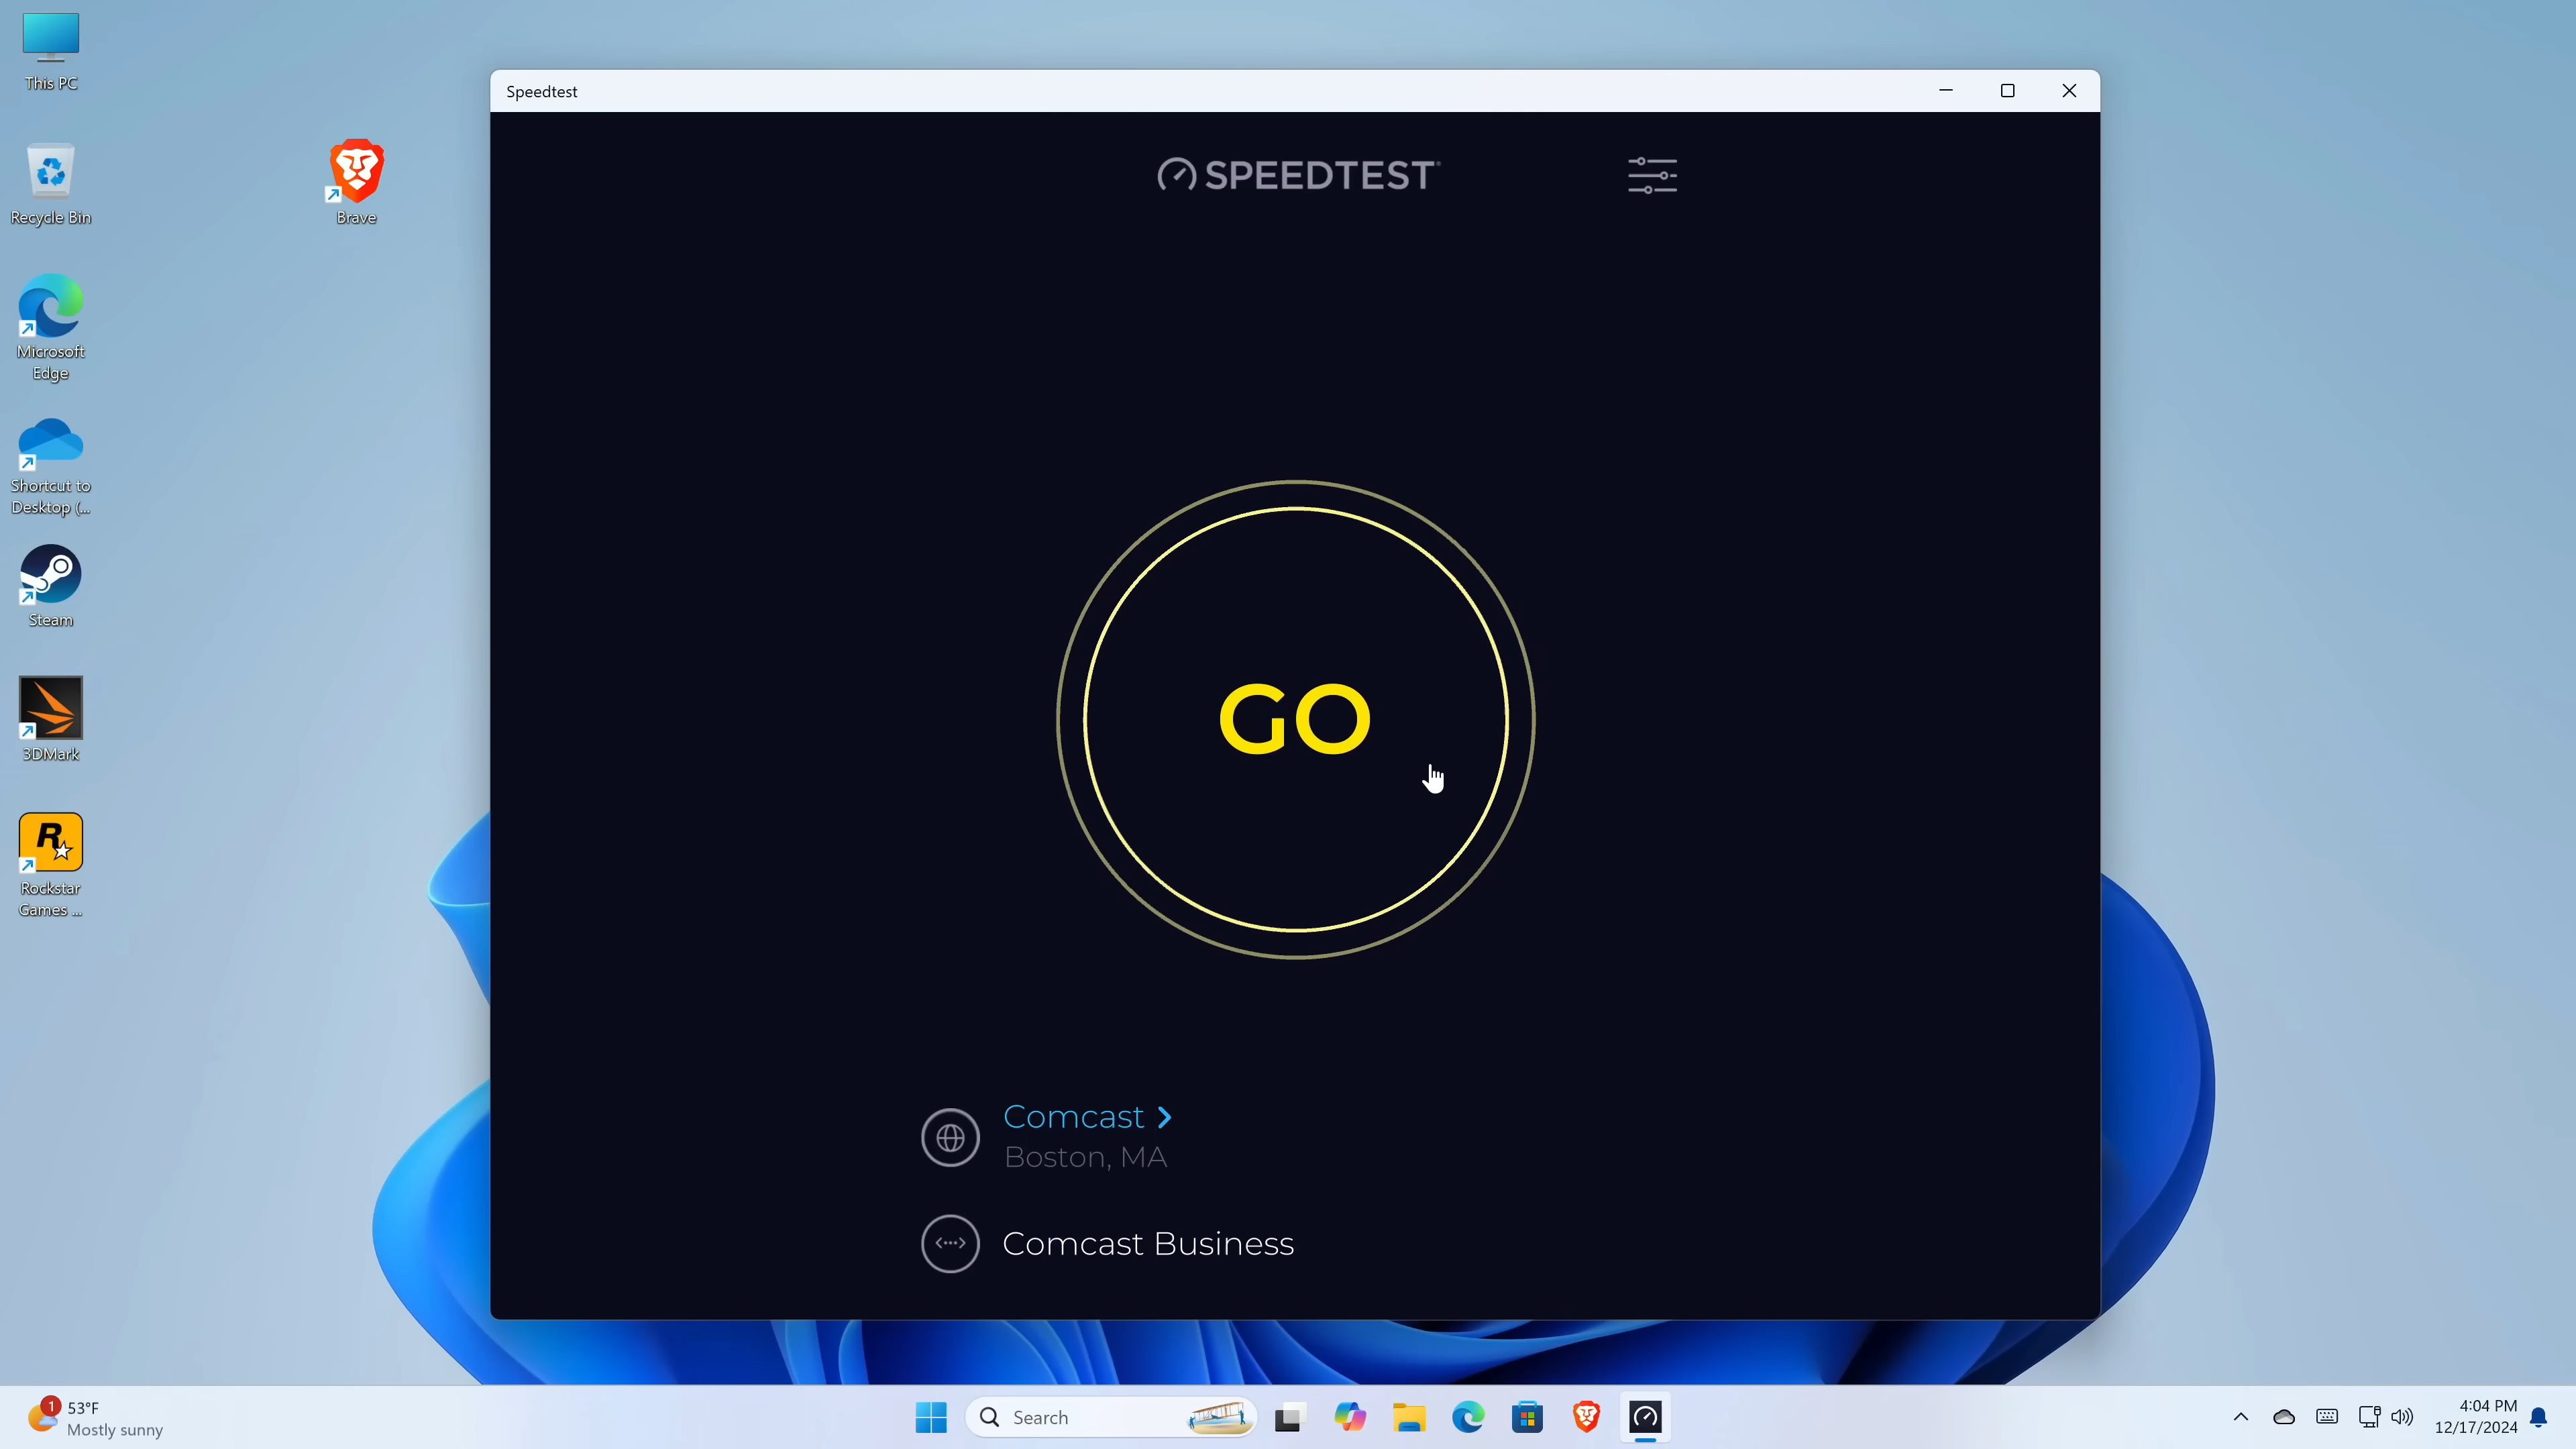 This PC
Recycle Bin
Brave
Microsoft
Edge
Shortcut to
Desktop (...
Steam
3DMark
R
Rockstar
Games ...
Speedtest
SPEEDTEST®
GO
Comcast >
Boston, MA
Comcast Business
1
53°F
Mostly sunny
Search
4:04 PM
12/17/2024